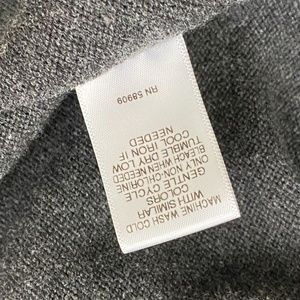 MACHINE WASH COLD
WITH SIMILAR
COLORS
GENTLE CYCLE
ONLY NON-CHLORINE
BLEACH WHEN NEEDED
TUMBLE DRY LOW
COOL IRON IF
NEEDED
RN 58909